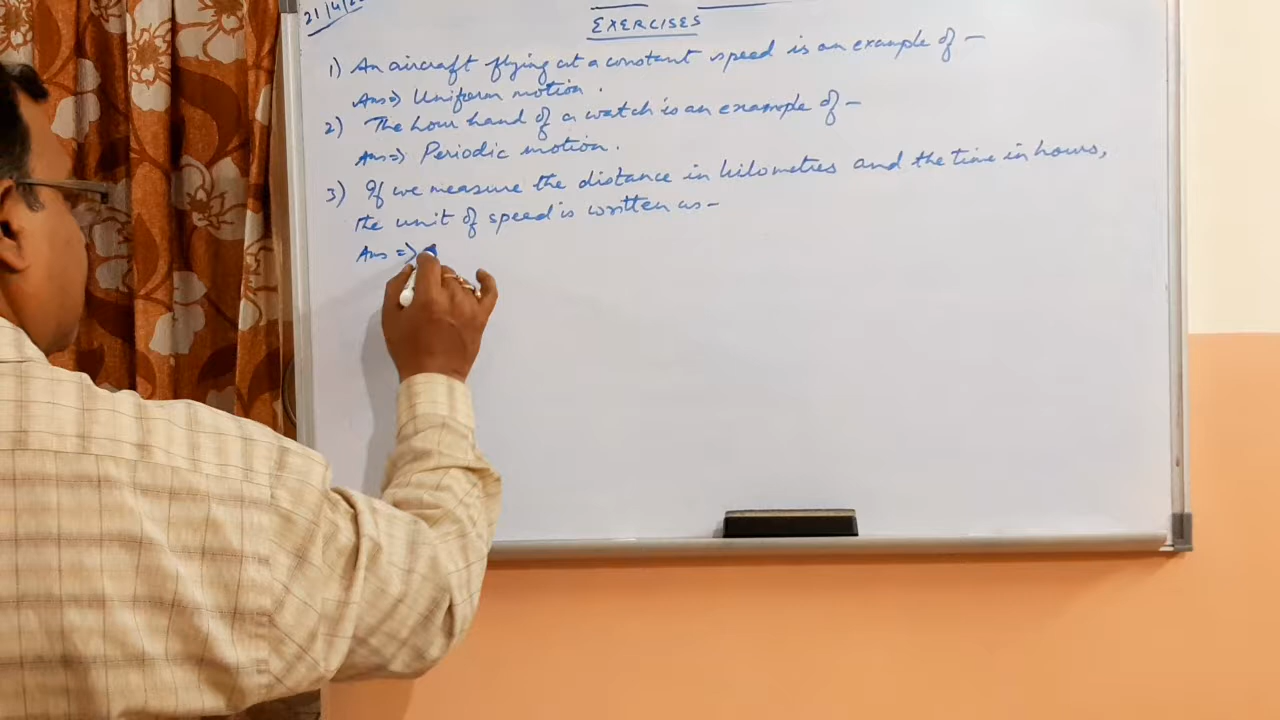 21/4/2
EXERCISES
1) An aircraft flying at a constant speed is an example of -
Ans => Uniform motion.
2) The hour hand of a watch is an example of -
Ans => Periodic motion.
3) If we measure the distance in kilometres and the time in hours,
the unit of speed is written as -
Ans =>